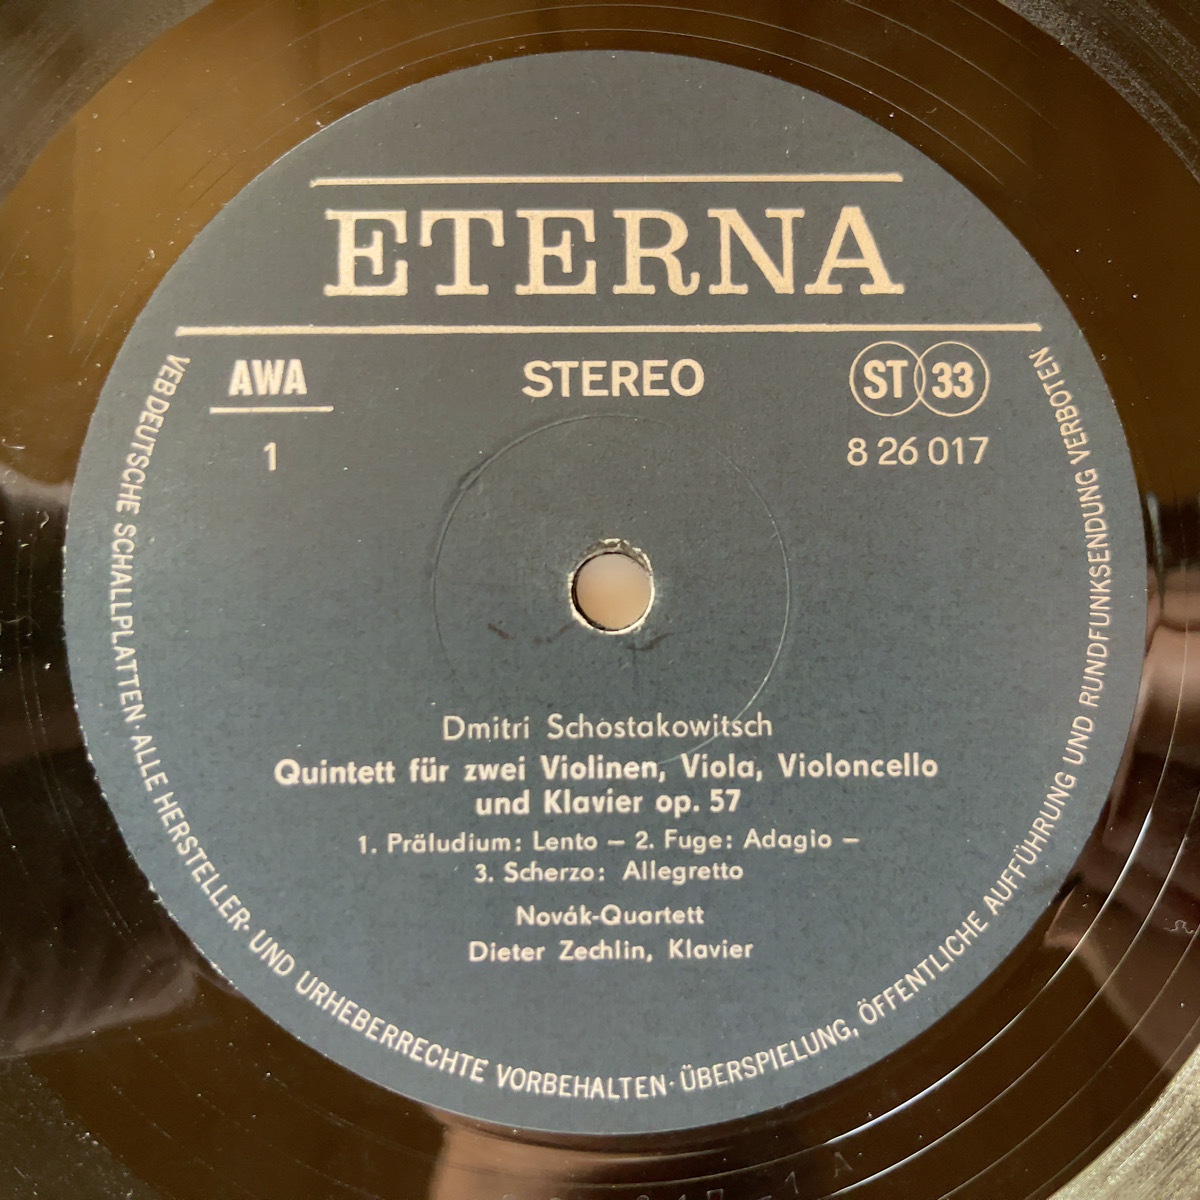 ETERNA
AWA
STEREO
ST 33
1
8 26 017
Dmitri Schostakowitsch
Quintett für zwei Violinen, Viola, Violoncello
und Klavier op. 57
1. Präludium: Lento – 2. Fuge: Adagio –
3. Scherzo: Allegretto
Novák-Quartett
Dieter Zechlin, Klavier
VEB DEUTSCHE SCHALLPLATTEN · ALLE HERSTELLER- UND URHEBERRECHTE VORBEHALTEN · ÜBERSPIELUNG, ÖFFENTLICHE AUFFÜHRUNG UND RUNDFUNKSENDUNG VERBOTEN